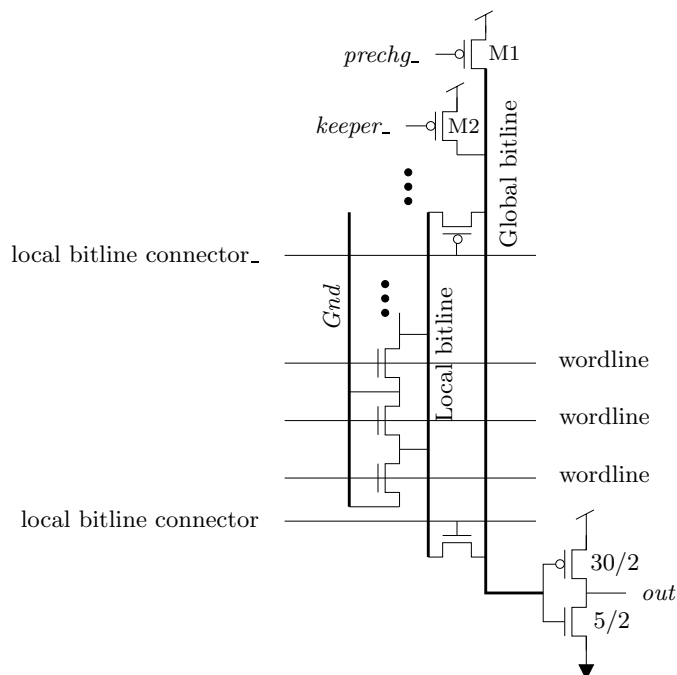 prechg_
M1
keeper_
M2
Global bitline
local bitline connector_
Gnd
Local bitline
wordline
wordline
wordline
local bitline connector
30/2
out
5/2